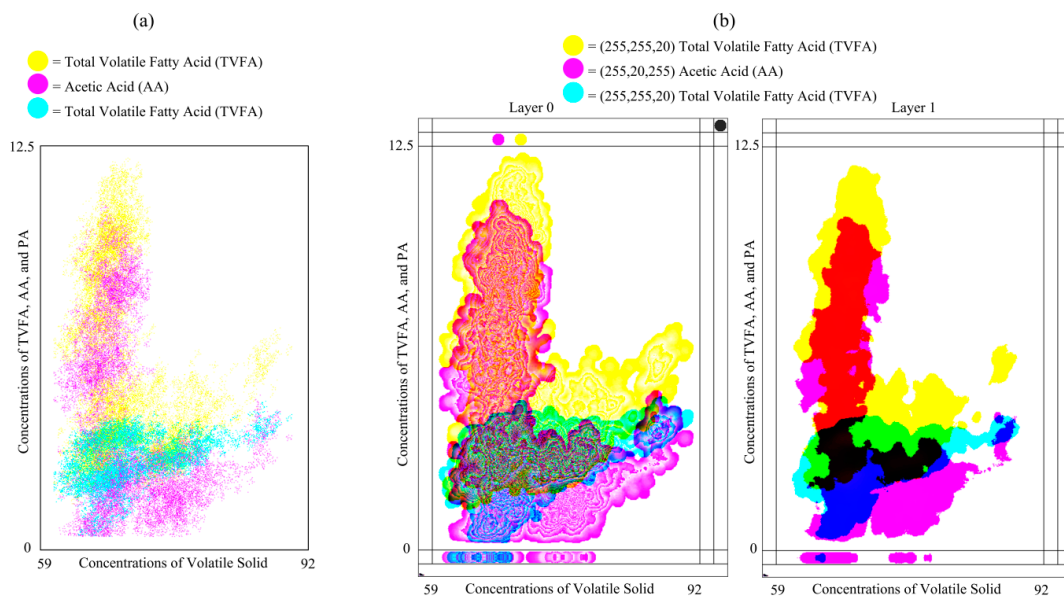 (a)
= Total Volatile Fatty Acid (TVFA)
= Acetic Acid (AA)
= Total Volatile Fatty Acid (TVFA)
12.5
Concentrations of TVFA, AA, and PA
0
59
Concentrations of Volatile Solid
92
(b)
= (255,255,20) Total Volatile Fatty Acid (TVFA)
= (255,20,255) Acetic Acid (AA)
= (255,255,20) Total Volatile Fatty Acid (TVFA)
Layer 0
12.5
Concentrations of TVFA, AA, and PA
0
59
Concentrations of Volatile Solid
92
Layer 1
12.5
Concentrations of TVFA, AA, and PA
0
59
Concentrations of Volatile Solid
92